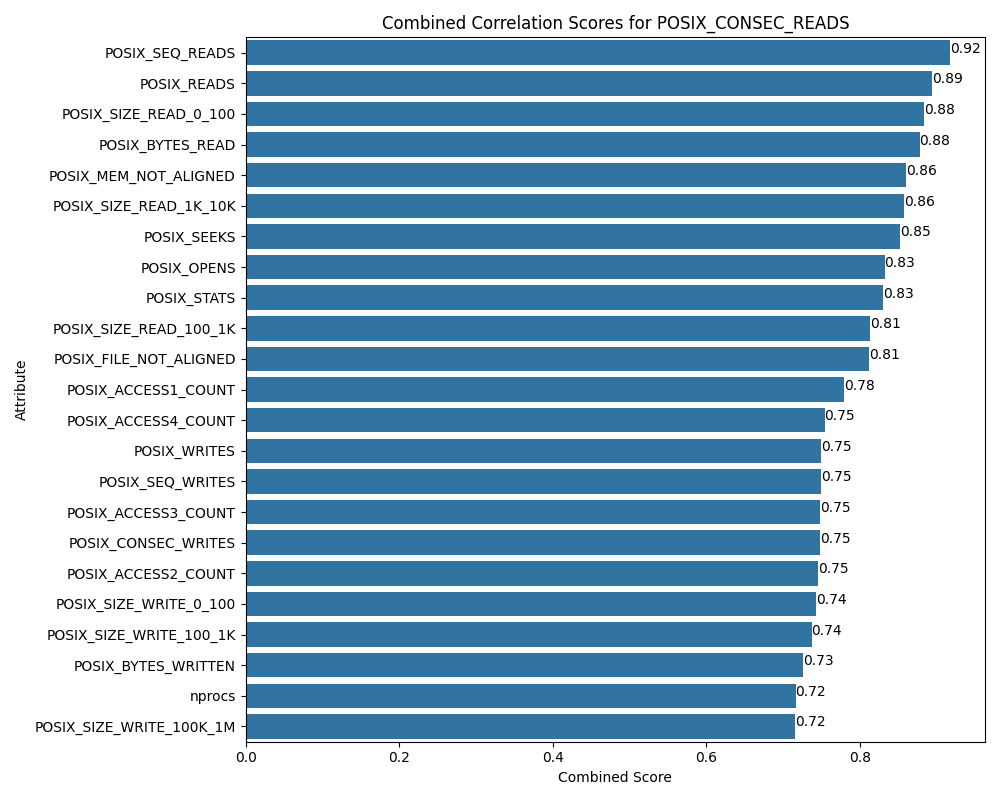 Combined Correlation Scores for POSIX_CONSEC_READS
POSIX_SEQ_READS 0.92
POSIX_READS 0.89
POSIX_SIZE_READ_0_100 0.88
POSIX_BYTES_READ 0.88
POSIX_MEM_NOT_ALIGNED 0.86
POSIX_SIZE_READ_1K_10K 0.86
POSIX_SEEKS 0.85
POSIX_OPENS 0.83
POSIX_STATS 0.83
POSIX_SIZE_READ_100_1K 0.81
POSIX_FILE_NOT_ALIGNED 0.81
POSIX_ACCESS1_COUNT 0.78
POSIX_ACCESS4_COUNT 0.75
POSIX_WRITES 0.75
POSIX_SEQ_WRITES 0.75
POSIX_ACCESS3_COUNT 0.75
POSIX_CONSEC_WRITES 0.75
POSIX_ACCESS2_COUNT 0.75
POSIX_SIZE_WRITE_0_100 0.74
POSIX_SIZE_WRITE_100_1K 0.74
POSIX_BYTES_WRITTEN 0.73
nprocs 0.72
POSIX_SIZE_WRITE_100K_1M 0.72
Attribute
0.0 0.2 0.4 0.6 0.8
Combined Score